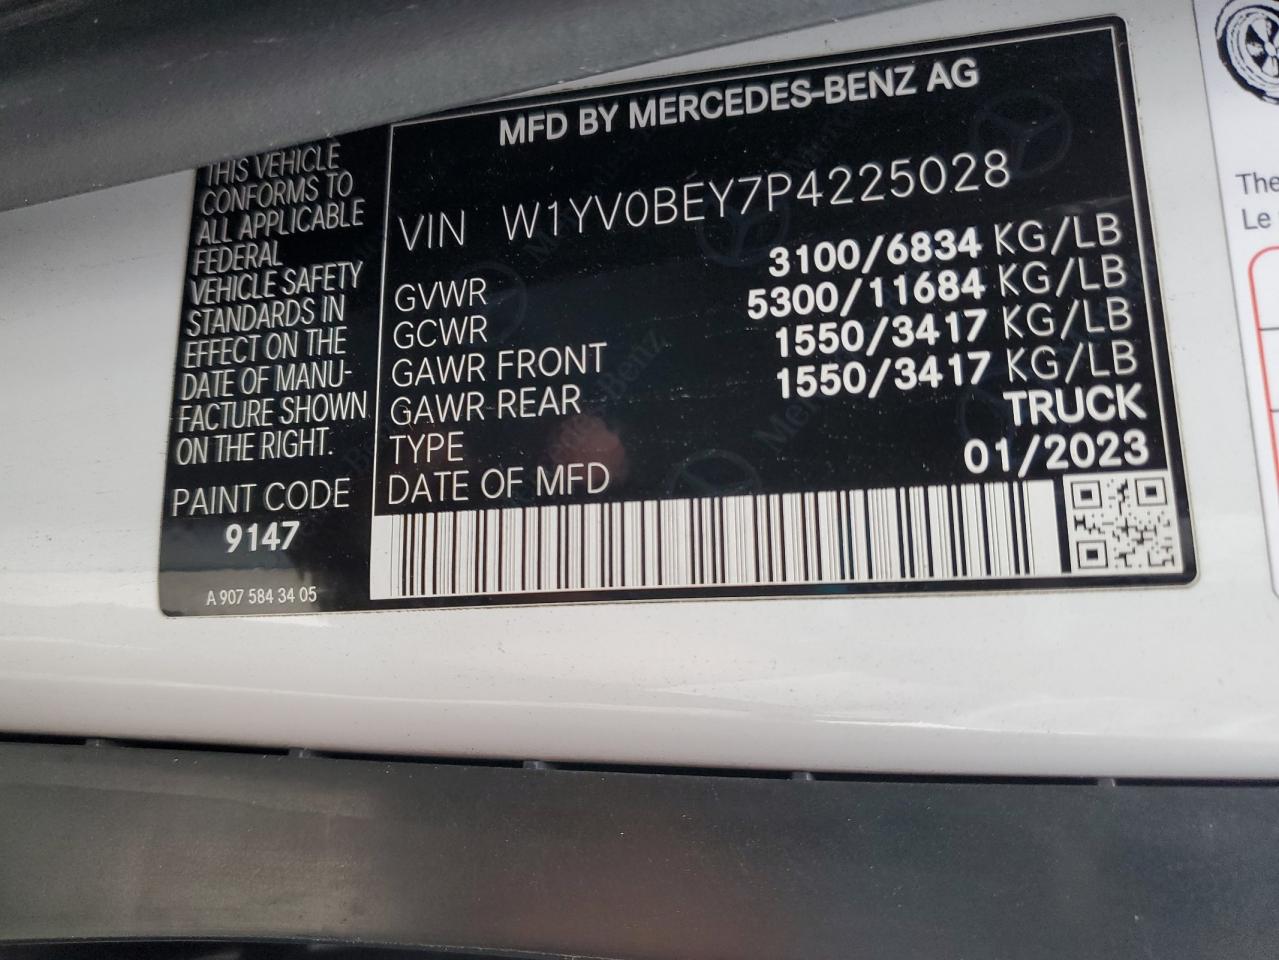 MFD BY MERCEDES-BENZ AG
THIS VEHICLE
CONFORMS TO
ALL APPLICABLE
FEDERAL
VEHICLE SAFETY
STANDARDS IN
EFFECT ON THE
DATE OF MANU-
FACTURE SHOWN
ON THE RIGHT.
PAINT CODE
9147
A 907 584 34 05
VIN W1YV0BEY7P4225028
GVWR 3100/6834 KG/LB
GCWR 5300/11684 KG/LB
GAWR FRONT 1550/3417 KG/LB
GAWR REAR 1550/3417 KG/LB
TYPE TRUCK
DATE OF MFD 01/2023
The
Le